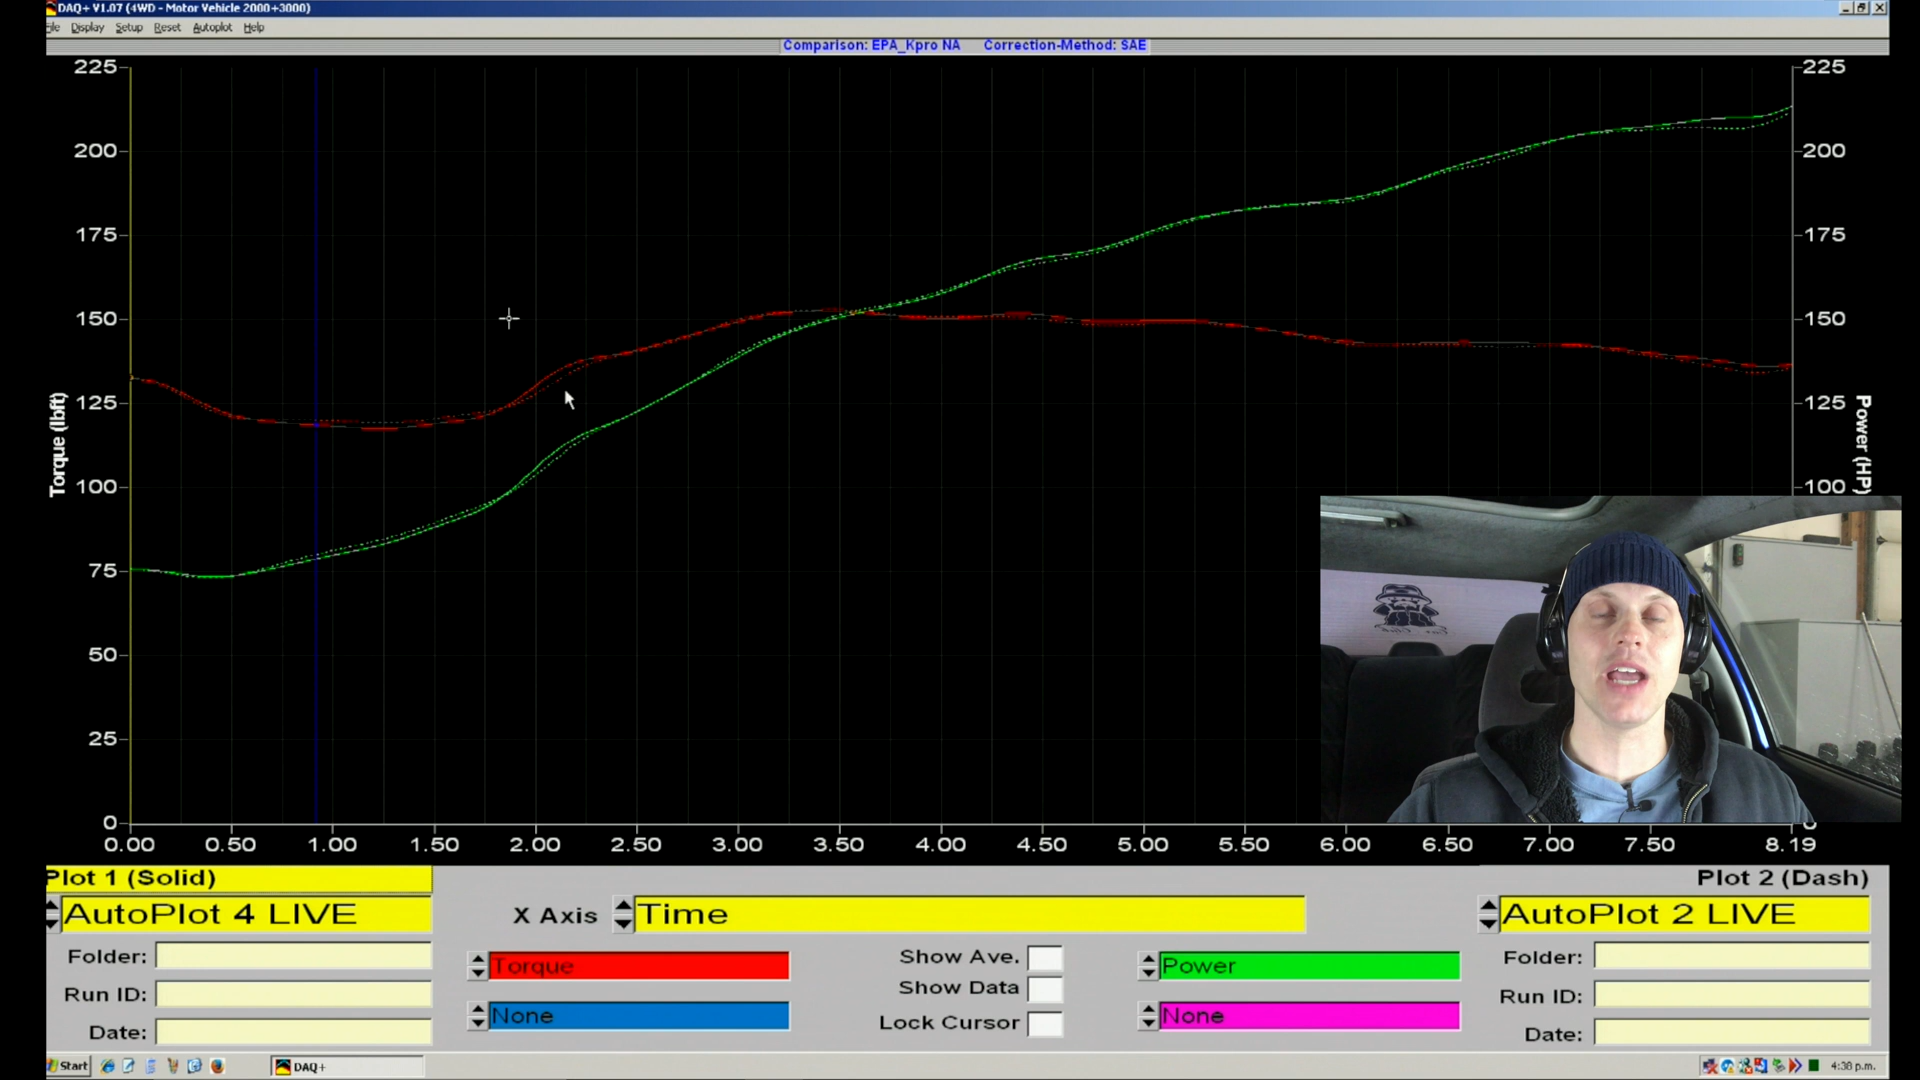 DAQ+ V1.07 (4WD - Motor Vehicle 2000+3000)
File Display Setup Reset Autoplot Help
Comparison: EPA_Kpro NA Correction-Method: SAE
225 225
200 200
175 175
150 150
125 125
100 100
75
50
25
0 0
Torque (lbft)
Power (HP)
0.00 0.50 1.00 1.50 2.00 2.50 3.00 3.50 4.00 4.50 5.00 5.50 6.00 6.50 7.00 7.50 8.19
Plot 1 (Solid) Plot 2 (Dash)
AutoPlot 4 LIVE X Axis Time AutoPlot 2 LIVE
Folder: Torque Show Ave. Power Folder:
Run ID: Show Data Run ID:
Date: None Lock Cursor None Date:
Start DAQ+ 4:38 p.m.